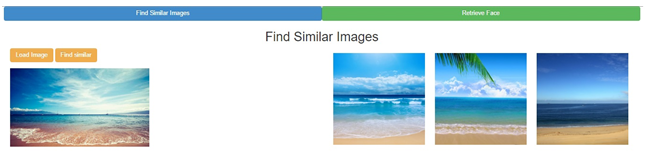 Find Similar Images
Retrieve Face
Find Similar Images
Load Image
Find similar